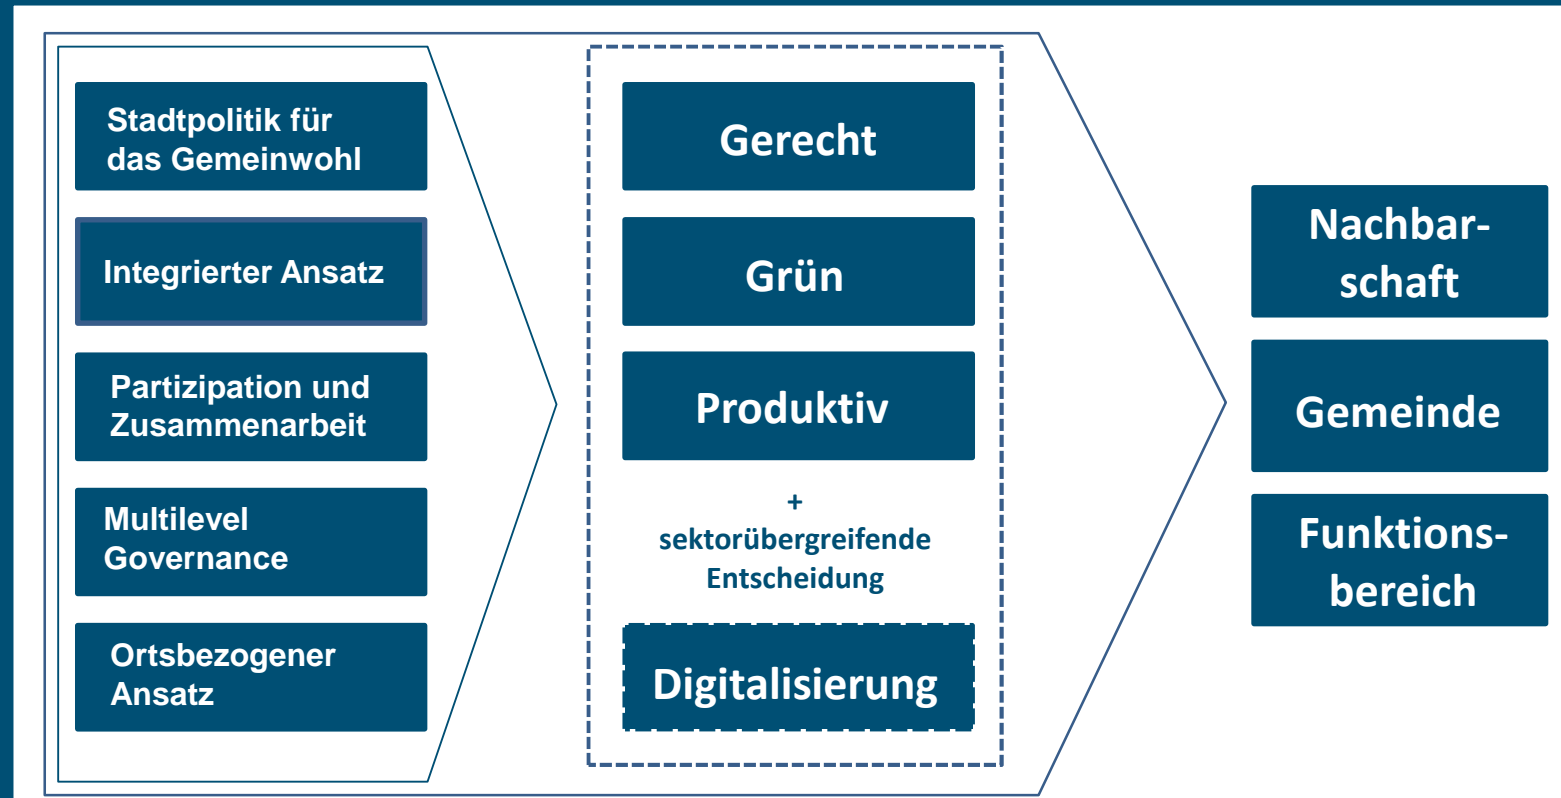 Stadtpolitik für
das Gemeinwohl
Integrierter Ansatz
Partizipation und
Zusammenarbeit
Multilevel
Governance
Ortsbezogener
Ansatz
Gerecht
Grün
Produktiv
+
sektorübergreifende
Entscheidung
Digitalisierung
Nachbar-
schaft
Gemeinde
Funktions-
bereich